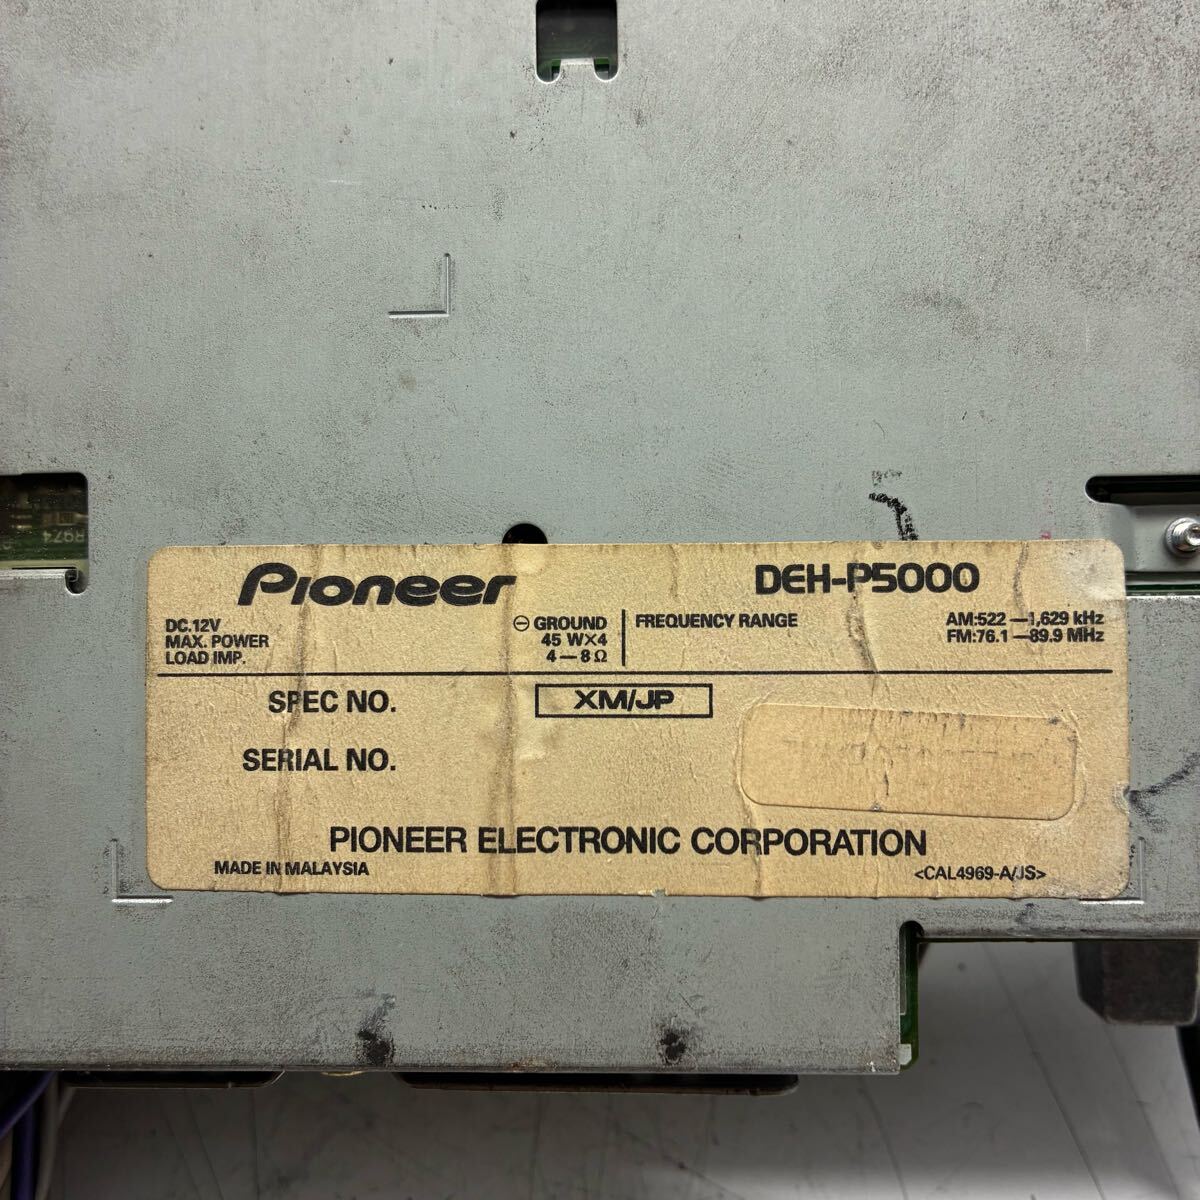 R974
Pioneer
DEH-P5000
DC.12V ⊖ GROUND
MAX. POWER 45 W×4
LOAD IMP. 4—8 Ω
FREQUENCY RANGE AM:522 —1,629 kHz
FM:76.1 —89.9 MHz
SPEC NO. XM/JP
SERIAL NO.
PIONEER ELECTRONIC CORPORATION
MADE IN MALAYSIA <CAL4969-A/JS>